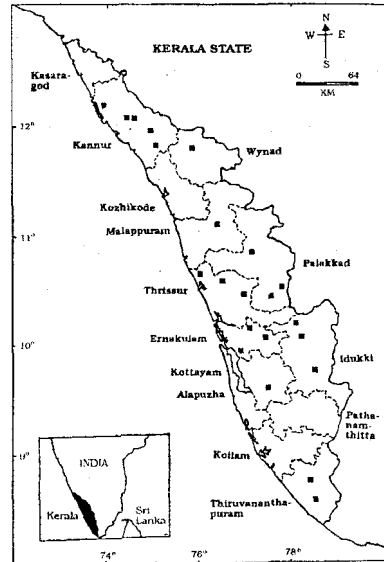 KERALA STATE
N
W E
S
0 64
KM
Kasara-
god
12°
Kannur
Wynad
Kozhikode
11°
Malappuram
Palakkad
Thrissur
10°
Ernakulam
Idukki
Kottayam
Alapuzha
Patha-
nam-
thitta
9°
Kollam
Thiruvanantha-
puram
INDIA
Kerala
Sri
Lanka
74°
76°
78°